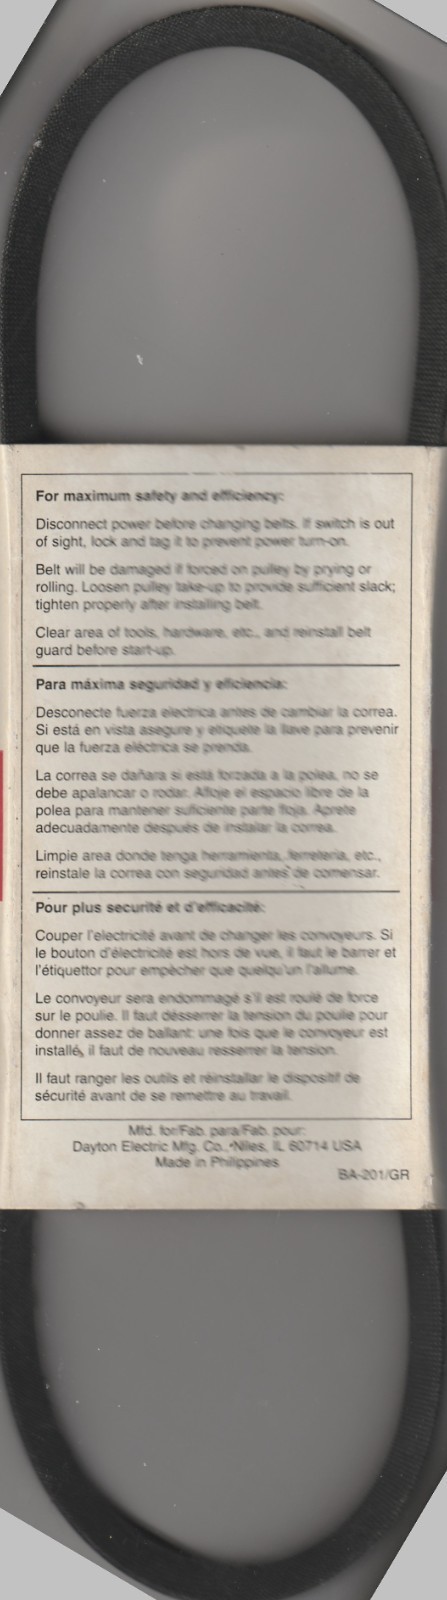 For maximum safety and efficiency:
Disconnect power before changing belts. If switch is out
of sight, lock and tag it to prevent power turn-on.
Belt will be damaged if forced on pulley by prying or
rolling. Loosen pulley take-up to provide sufficient slack;
tighten properly after installing belt.
Clear area of tools, hardware, etc., and reinstall belt
guard before start-up.
Para máxima seguridad y eficiencia:
Desconecte fuerza electrica antes de cambiar la correa.
Si está en vista asegure y etiquete la llave para prevenir
que la fuerza eléctrica se prenda.
La correa se dañara si está forzada a la polea, no se
debe apalancar o rodar. Afloje el espacio libre de la
polea para mantener suficiente parte floja. Aprete
adecuadamente después de instalar la correa.
Limpie area donde tenga herramienta, ferreteria, etc.,
reinstale la correa con seguridad antes de comensar.
Pour plus securité et d'efficacité:
Couper l'electricité avant de changer les convoyeurs. Si
le bouton d'électricité est hors de vue, il faut le barrer et
l'étiquettor pour empècher que quelqu'un l'allume.
Le convoyeur sera endommagé s'il est roulé de force
sur le poulie. Il faut désserrer la tension du poulie pour
donner assez de ballant: une fois que le convoyeur est
installé, il faut de nouveau resserrer la tension.
Il faut ranger les outils et réinstallar le dispositif de
sécurité avant de se remettre au travail.
Mfd. for/Fab. para/Fab. pour:
Dayton Electric Mfg. Co., Niles, IL 60714 USA
Made in Philippines
BA-201/GR